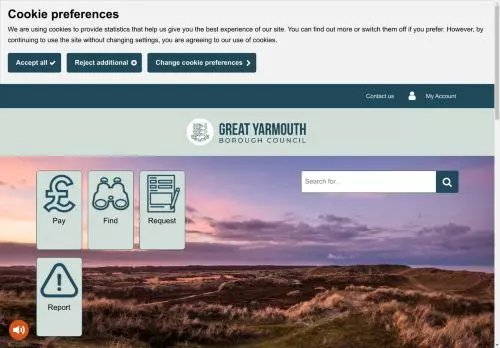 Cookie preferences
We are using cookies to provide statistics that help us give you the best experience of our site. You can find out more or switch them off if you prefer. However, by
continuing to use the site without changing settings, you are agreeing to our use of cookies.
Accept all
Reject additional
Change cookie preferences
Contact us
My Account
GREAT YARMOUTH
BOROUGH COUNCIL
Pay
Find
Request
Search for...
Report